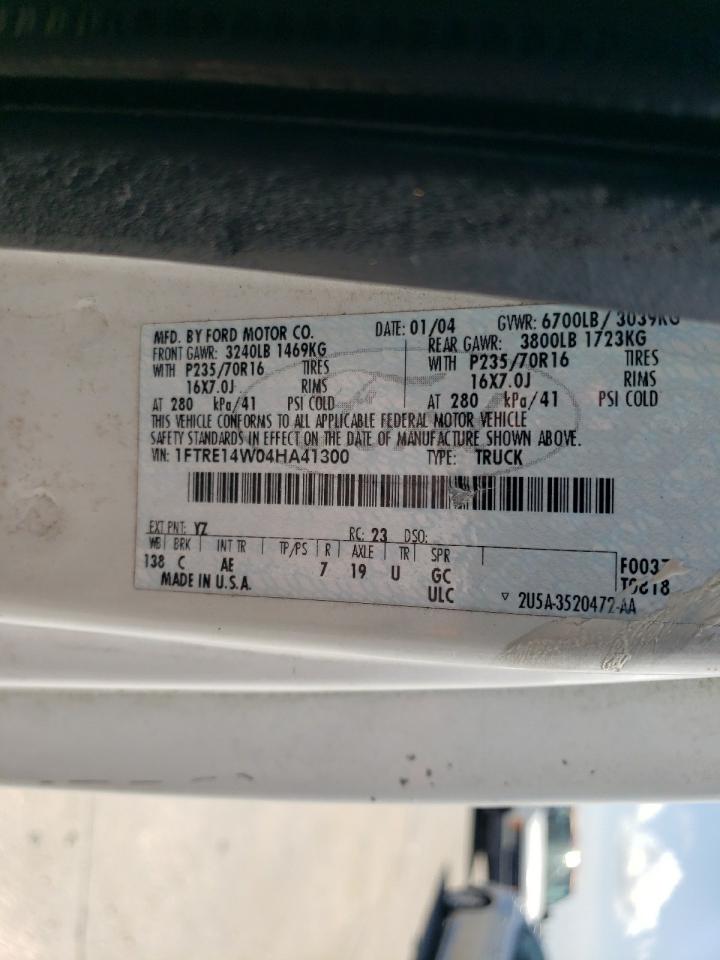 MFD. BY FORD MOTOR CO.
DATE: 01/04
GVWR: 6700LB/ 3039KG
FRONT GAWR: 3240LB 1469KG
REAR GAWR: 3800LB 1723KG
WITH P235/70R16 TIRES
WITH P235/70R16 TIRES
16X7.0J RIMS
16X7.0J RIMS
AT 280 kPa/41 PSI COLD
AT 280 kPa/41 PSI COLD
THIS VEHICLE CONFORMS TO ALL APPLICABLE FEDERAL MOTOR VEHICLE
SAFETY STANDARDS IN EFFECT ON THE DATE OF MANUFACTURE SHOWN ABOVE.
VIN: 1FTRE14W04HA41300 TYPE: TRUCK
EXT PNT: YZ RC: 23 DSO:
WB BRK INT TR TP/PS R AXLE TR SPR
138 C AE 7 19 U GC
F0037
MADE IN U.S.A. ULC
▽ 2U5A-3520472-AA